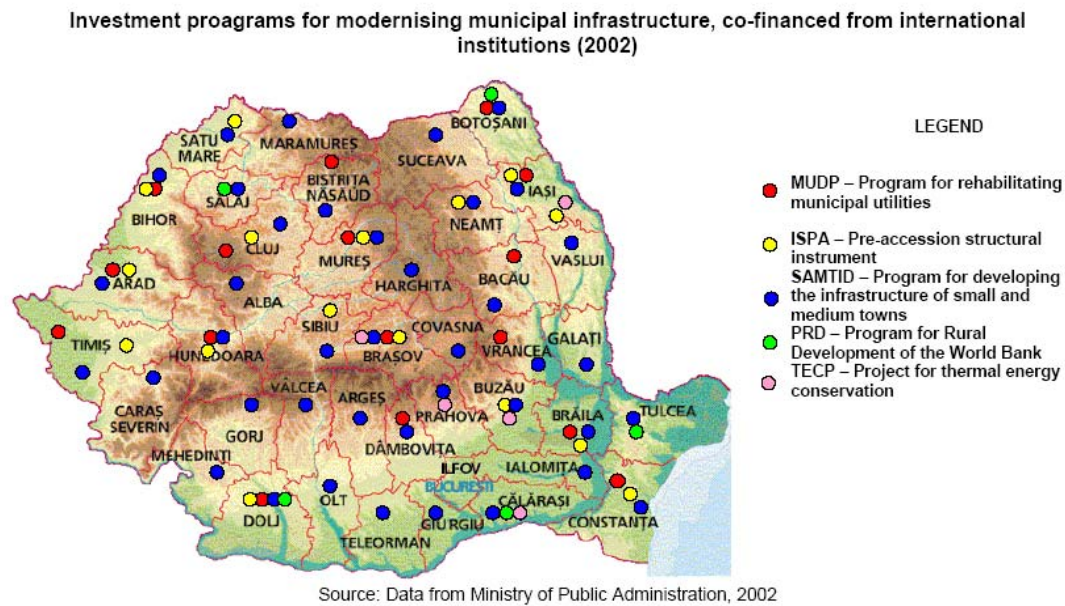 Investment proagrams for modernising municipal infrastructure, co-financed from international
institutions (2002)
BOTOȘANI
SATU
MARE
MARAMUREȘ
SUCEAVA
BISTRIȚA
NĂSĂUD
IAȘI
BIHOR
SĂLAJ
NEAMȚ
CLUJ
MUREȘ
VASLUI
BACĂU
HARGHITA
ARAD
ALBA
SIBIU
COVASNA
TIMIȘ
HUNEDOARA
BRAȘOV
VRANCEA
GALAȚI
VÂLCEA
ARGEȘ
BUZĂU
CARAȘ
SEVERIN
PRAHOVA
BRĂILA
TULCEA
GORJ
DÂMBOVIȚA
MEHEDINȚI
ILFOV
IALOMIȚA
BUCUREȘTI
OLT
CĂLĂRAȘI
DOLJ
GIURGIU
CONSTANȚA
TELEORMAN
LEGEND
MUDP – Program for rehabilitating
municipal utilities
ISPA – Pre-accession structural
instrument
SAMTID – Program for developing
the infrastructure of small and
medium towns
PRD – Program for Rural
Development of the World Bank
TECP – Project for thermal energy
conservation
Source: Data from Ministry of Public Administration, 2002